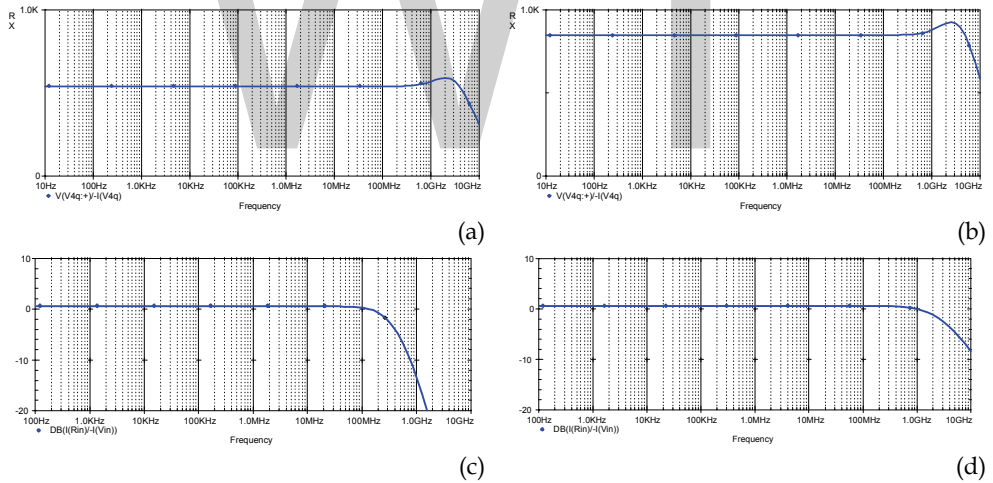 1.0K
R
X
0
10Hz 100Hz 1.0KHz 10KHz 100KHz 1.0MHz 10MHz 100MHz 1.0GHz 10GHz
V(V4q:+)/-I(V4q)
Frequency
(a)
1.0K
R
X
0
10Hz 100Hz 1.0KHz 10KHz 100KHz 1.0MHz 10MHz 100MHz 1.0GHz 10GHz
V(V4q:+)/-I(V4q)
Frequency
(b)
10
0
-10
-20
100Hz 1.0KHz 10KHz 100KHz 1.0MHz 10MHz 100MHz 1.0GHz 10GHz
DB(I(Rin)/-I(Vin))
Frequency
(c)
10
0
-10
-20
100Hz 1.0KHz 10KHz 100KHz 1.0MHz 10MHz 100MHz 1.0GHz 10GHz
DB(I(Rin)/-I(Vin))
Frequency
(d)